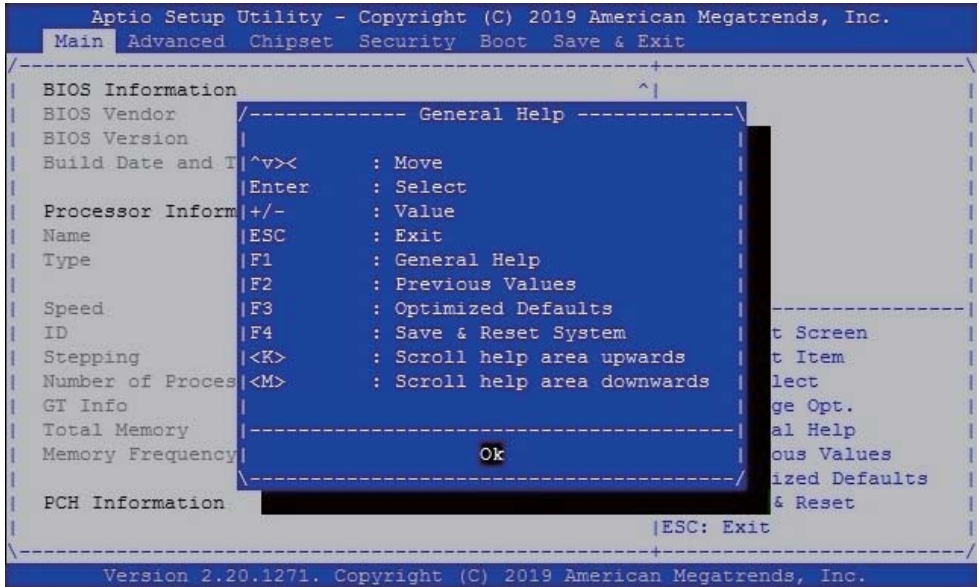 Aptio Setup Utility - Copyright (C) 2019 American Megatrends, Inc.
Main Advanced Chipset Security Boot Save & Exit
BIOS Information
BIOS Vendor
BIOS Version
Build Date and T
Processor Inform
Name
Type
Speed
ID
Stepping
Number of Proces
GT Info
Total Memory
Memory Frequency
PCH Information
General Help
^v>< : Move
Enter : Select
+/- : Value
ESC : Exit
F1 : General Help
F2 : Previous Values
F3 : Optimized Defaults
F4 : Save & Reset System
<K> : Scroll help area upwards
<M> : Scroll help area downwards
Ok
t Screen
t Item
lect
ge Opt.
al Help
ous Values
ized Defaults
& Reset
ESC: Exit
Version 2.20.1271. Copyright (C) 2019 American Megatrends, Inc.